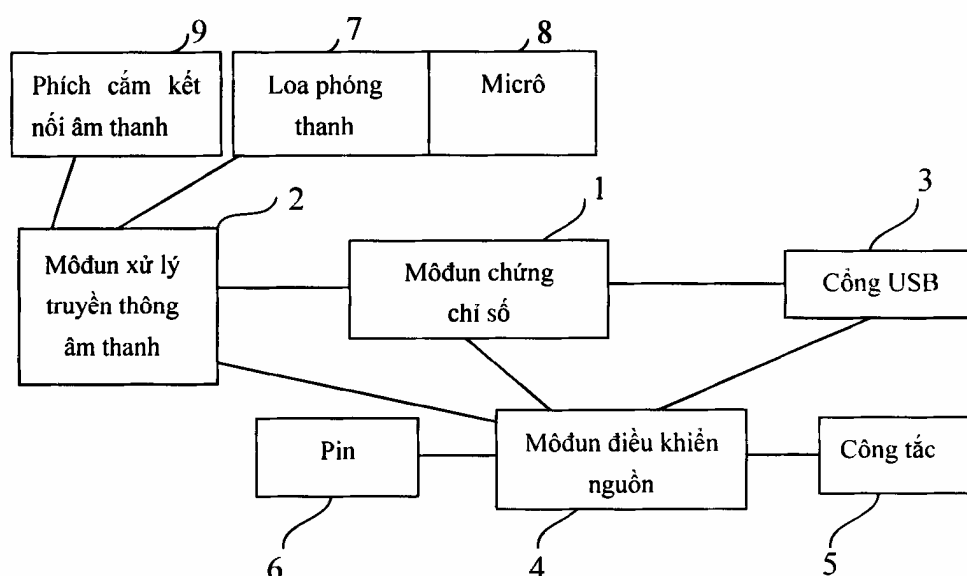 9
7
8
Phích cắm kết
nối âm thanh
Loa phóng
thanh
Micrô
2
1
3
Môđun xử lý
truyền thông
âm thanh
Môđun chứng
chỉ số
Cổng USB
Pin
Môđun điều khiển
nguồn
Công tắc
6
4
5